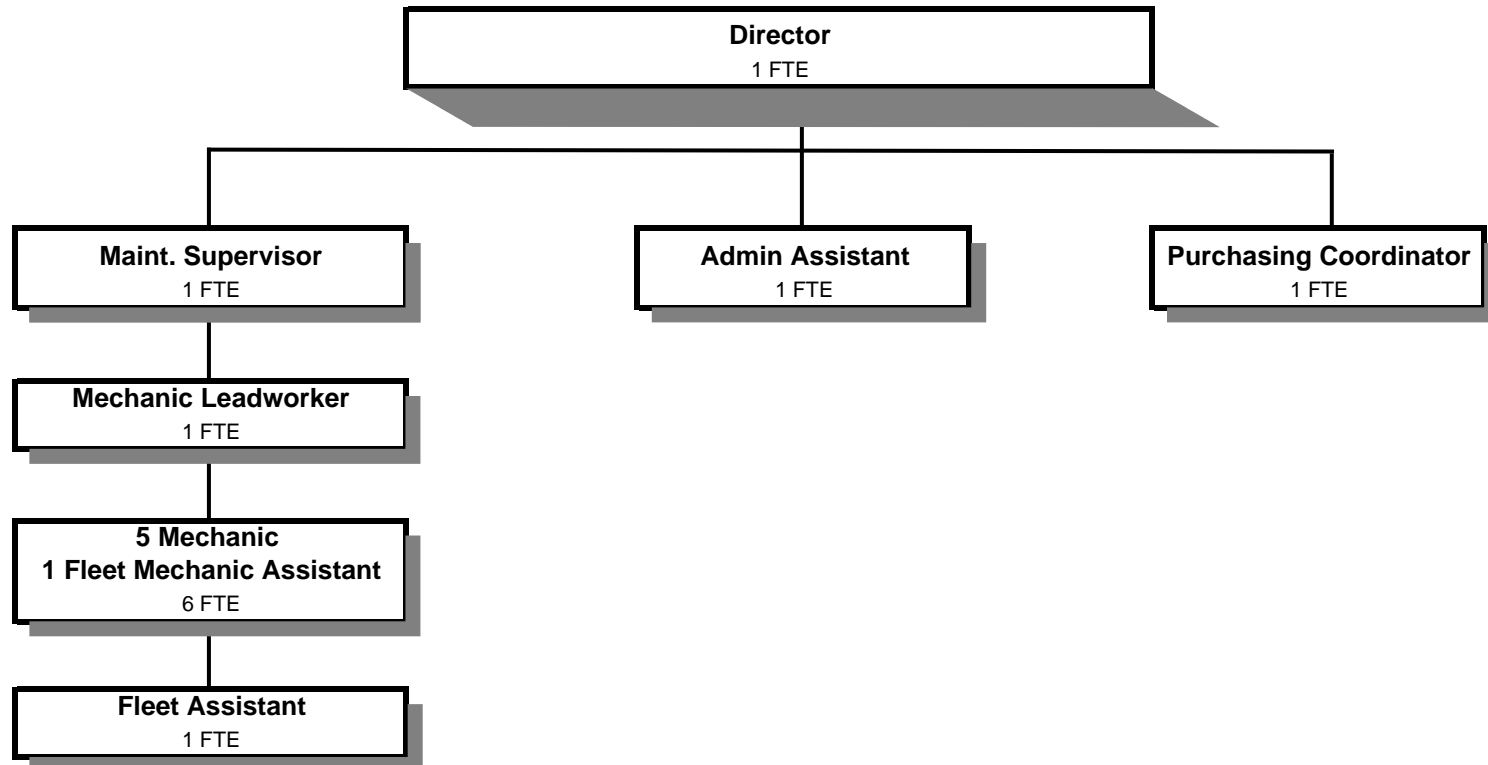 Director
1 FTE
Maint. Supervisor
1 FTE
Admin Assistant
1 FTE
Purchasing Coordinator
1 FTE
Mechanic Leadworker
1 FTE
5 Mechanic
1 Fleet Mechanic Assistant
6 FTE
Fleet Assistant
1 FTE